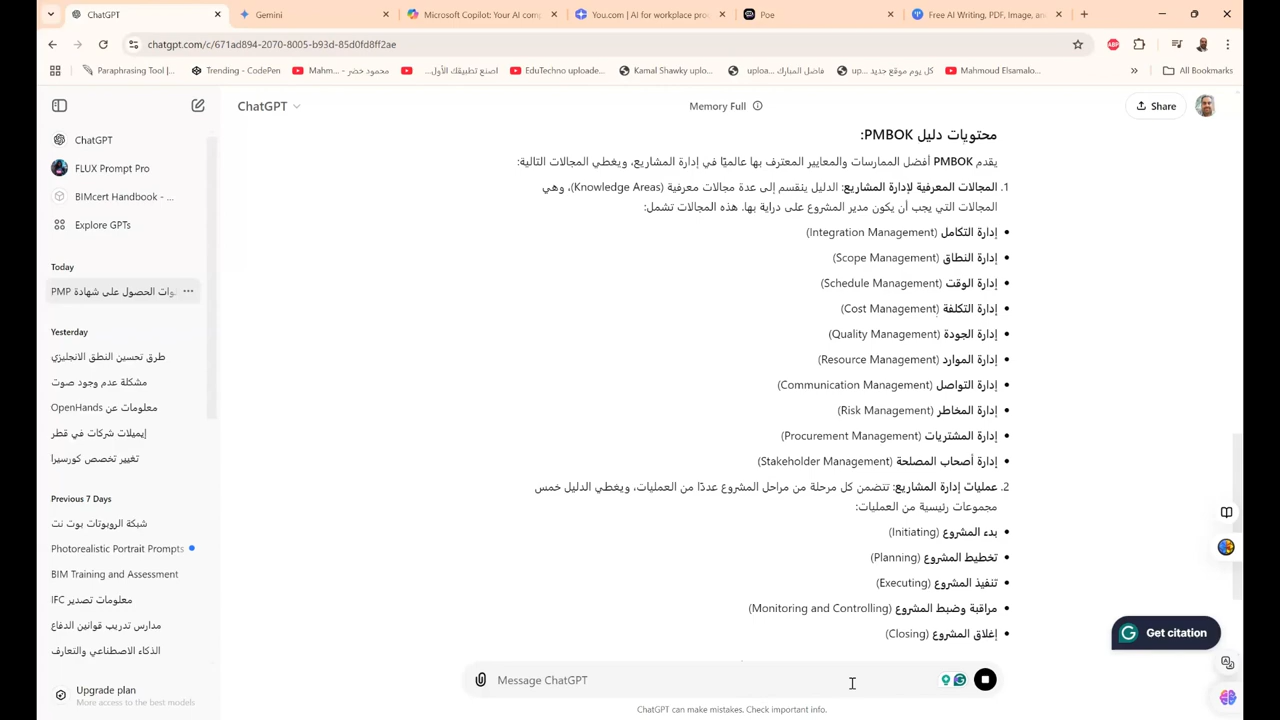 ChatGPT
Gemini
Microsoft Copilot: Your AI com
You.com | AI for workplace pro
Poe
Free AI Writing, PDF, Image, an
chatgpt.com/c/671ad894-2070-8005-b93d-85d0fd8ff2ae
Paraphrasing Tool |...
Trending - CodePen
محمود خضر - Mahm...
اصنع تطبيقك الأول...
EduTechno uploade...
Kamal Shawky uplo...
فاضل المبارك uploa...
كل يوم موقع جديد up...
Mahmoud Elsamalo...
All Bookmarks
ChatGPT
Memory Full
Share
ChatGPT
FLUX Prompt Pro
BIMcert Handbook - ...
Explore GPTs
Today
وات الحصول على شهادة PMP
Yesterday
طرق تحسين النطق الانجليزي
مشكلة عدم وجود صوت
معلومات عن OpenHands
إيميلات شركات في قطر
تغيير تخصص كورسيرا
Previous 7 Days
شبكة الروبوتات بوت نت
Photorealistic Portrait Prompts
BIM Training and Assessment
معلومات تصدير IFC
مدارس تدريب قوانين الدفاع
الذكاء الاصطناعي والتعارف
Upgrade plan
More access to the best models
محتويات دليل PMBOK:
يقدم PMBOK أفضل الممارسات والمعايير المعترف بها عالميًا في إدارة المشاريع، ويغطي المجالات التالية:
1. المجالات المعرفية لإدارة المشاريع: الدليل ينقسم إلى عدة مجالات معرفية (Knowledge Areas)، وهي
المجالات التي يجب أن يكون مدير المشروع على دراية بها. هذه المجالات تشمل:
• إدارة التكامل (Integration Management)
• إدارة النطاق (Scope Management)
• إدارة الوقت (Schedule Management)
• إدارة التكلفة (Cost Management)
• إدارة الجودة (Quality Management)
• إدارة الموارد (Resource Management)
• إدارة التواصل (Communication Management)
• إدارة المخاطر (Risk Management)
• إدارة المشتريات (Procurement Management)
• إدارة أصحاب المصلحة (Stakeholder Management)
2. عمليات إدارة المشاريع: تتضمن كل مرحلة من مراحل المشروع عددًا من العمليات، ويغطي الدليل خمس
مجموعات رئيسية من العمليات:
• بدء المشروع (Initiating)
• تخطيط المشروع (Planning)
• تنفيذ المشروع (Executing)
• مراقبة وضبط المشروع (Monitoring and Controlling)
• إغلاق المشروع (Closing)
Get citation
Message ChatGPT
ChatGPT can make mistakes. Check important info.